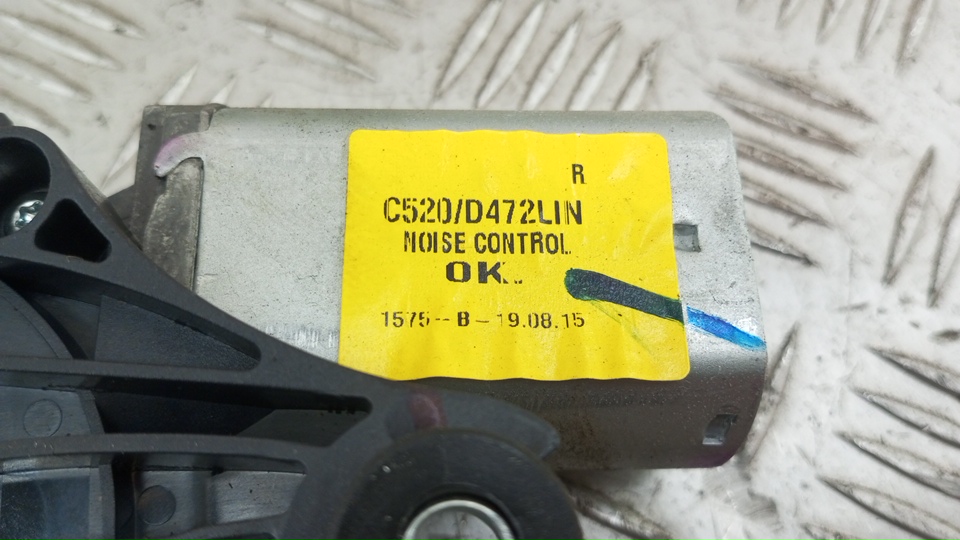 R
C520/D472LIN
NOISE CONTROL
OK..
1575--B-19.08.15